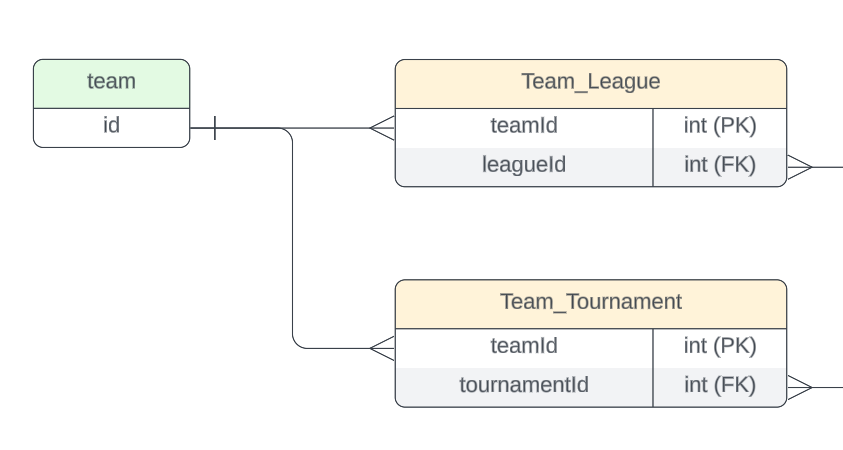 team
id
Team_League
teamId int (PK)
leagueId int (FK)
Team_Tournament
teamId int (PK)
tournamentId int (FK)